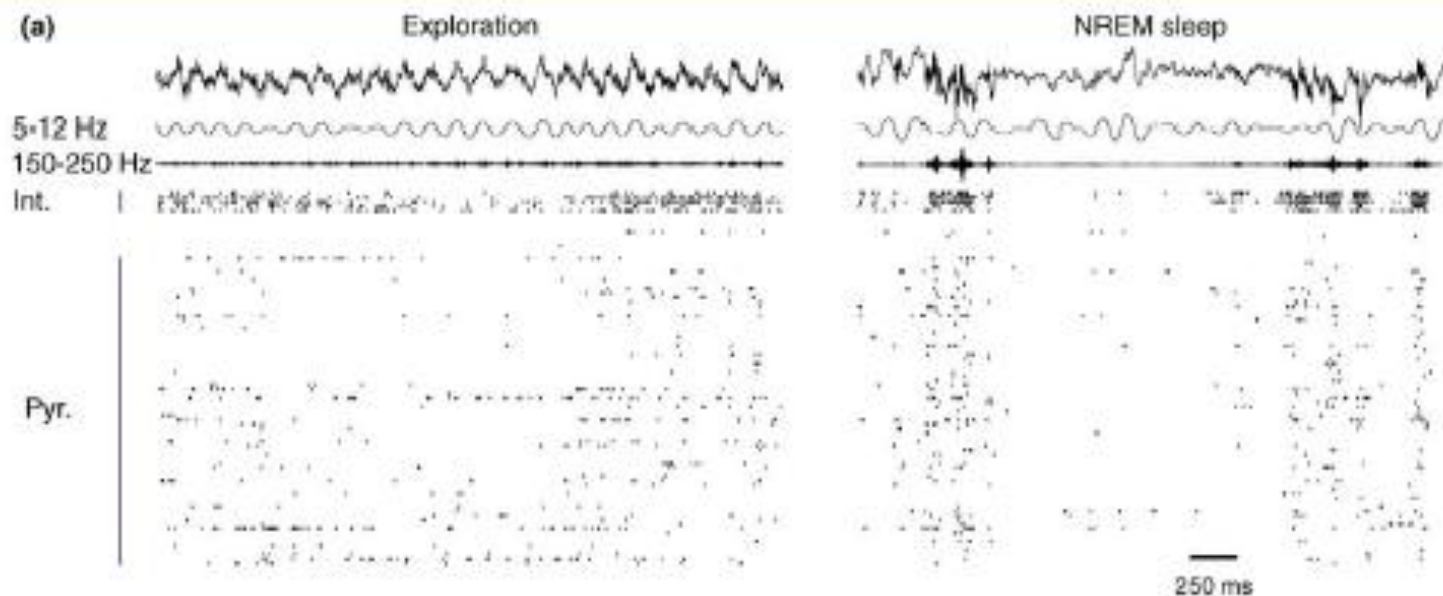 (a)
Exploration
NREM sleep
5-12 Hz
150-250 Hz
Int.
Pyr.
250 ms